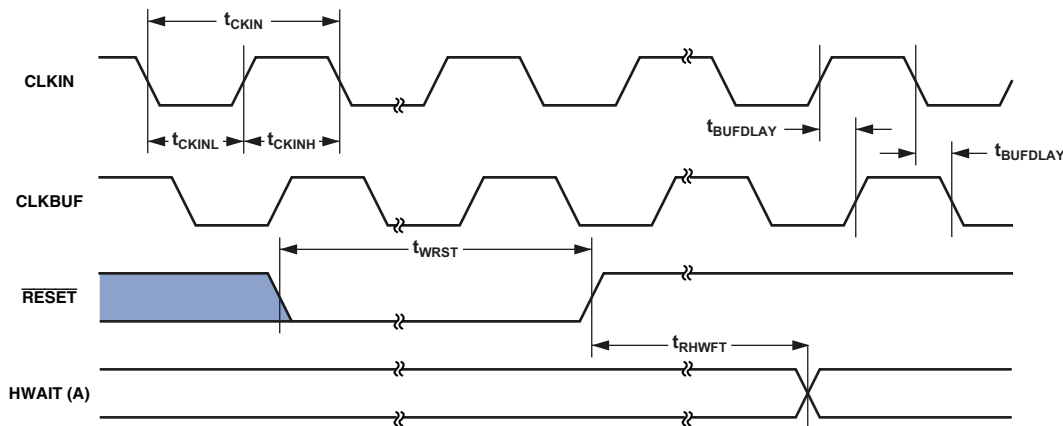 tCKIN
CLKIN
tCKINL
tCKINH
tBUFDLAY
tBUFDLAY
CLKBUF
tWRST
RESET
tRHWFT
HWAIT (A)